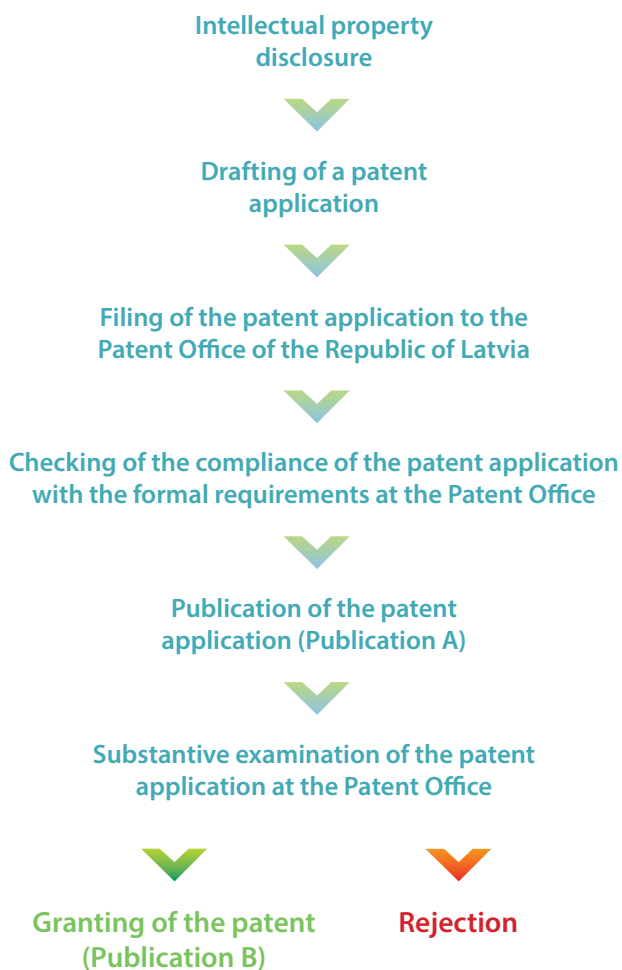 Intellectual property
disclosure
Drafting of a patent
application
Filing of the patent application to the
Patent Office of the Republic of Latvia
Checking of the compliance of the patent application
with the formal requirements at the Patent Office
Publication of the patent
application (Publication A)
Substantive examination of the patent
application at the Patent Office
Granting of the patent
(Publication B)
Rejection